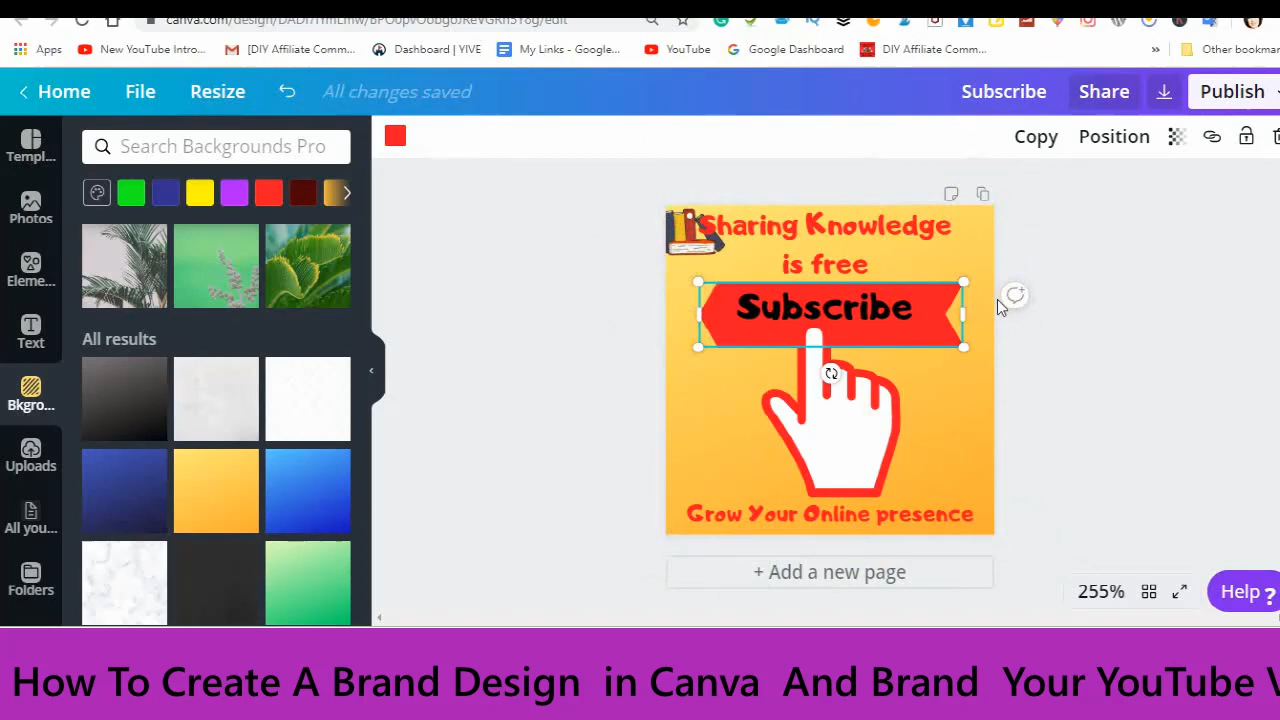 Apps
New YouTube Intro...
[DIY Affiliate Comm...
Dashboard | YIVE
My Links - Google...
YouTube
Google Dashboard
DIY Affiliate Comm...
»
Other bookmar
Home
File
Resize
All changes saved
Subscribe
Share
Publish
Templ...
Photos
Eleme...
Text
Bkgro...
Uploads
All you...
Folders
Search Backgrounds Pro
All results
Copy
Position
Sharing Knowledge
is free
Subscribe
Grow Your Online presence
+ Add a new page
255%
Help ?
How To Create A Brand Design in Canva And Brand Your YouTube V